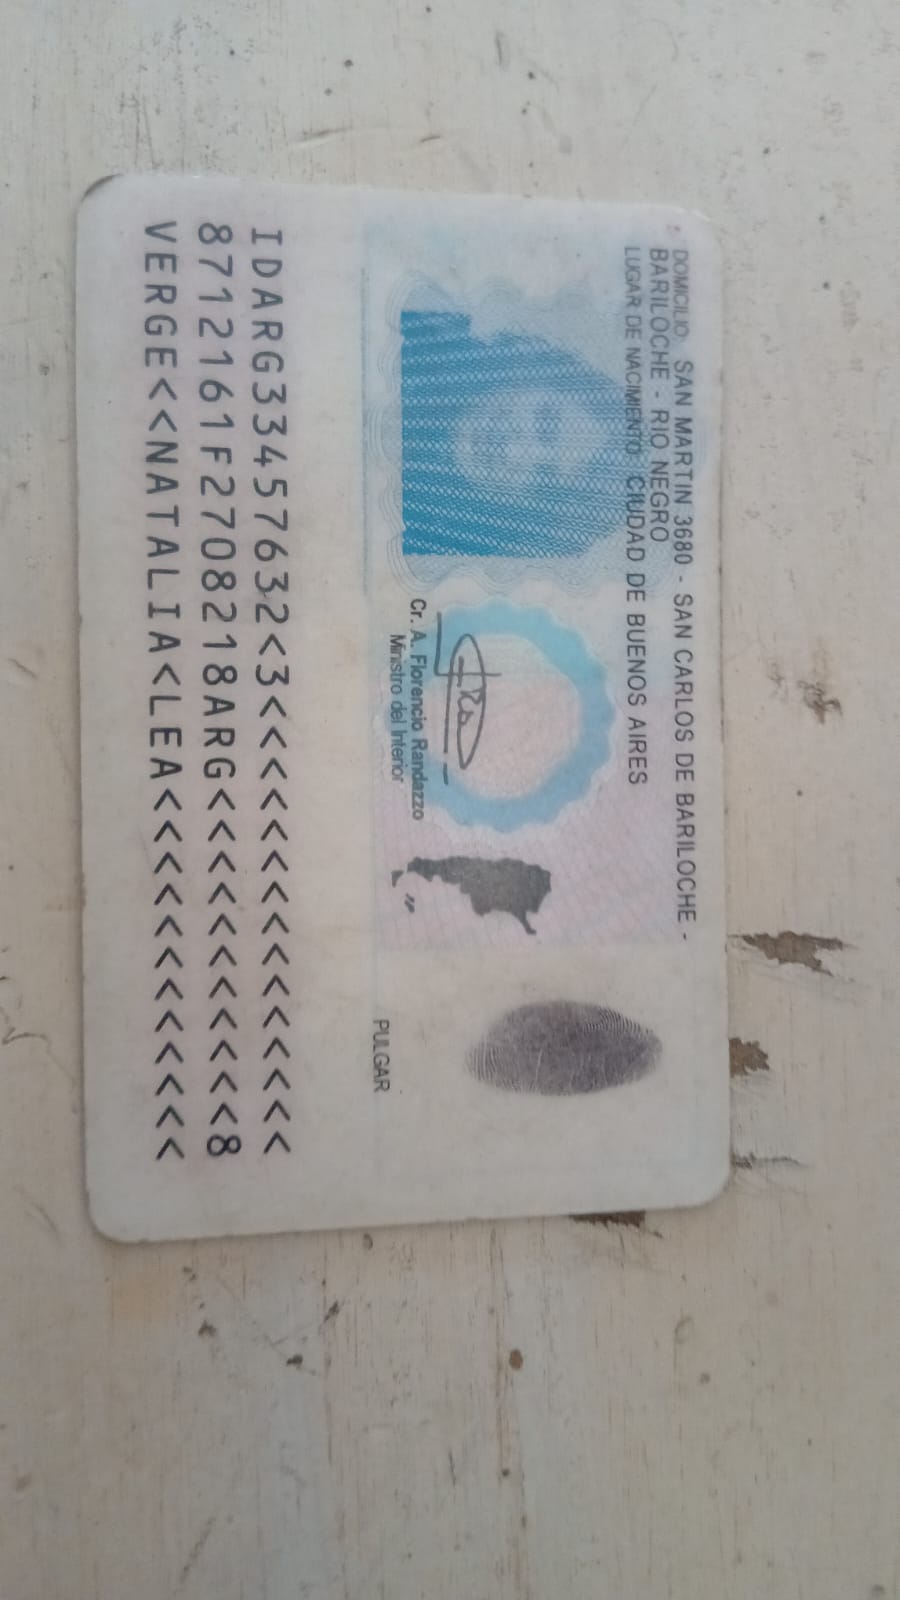 DOMICILIO: SAN MARTIN 3680 - SAN CARLOS DE BARILOCHE -
BARILOCHE - RIO NEGRO
LUGAR DE NACIMIENTO: CIUDAD DE BUENOS AIRES
Cr. A. Florencio Randazzo
Ministro del Interior
PULGAR
IDARG33457632<3<<<<<<<<<<<<<<<
8712161F2708218ARG<<<<<<<<<<<8
VERGE<<NATALIA<LEA<<<<<<<<<<<<